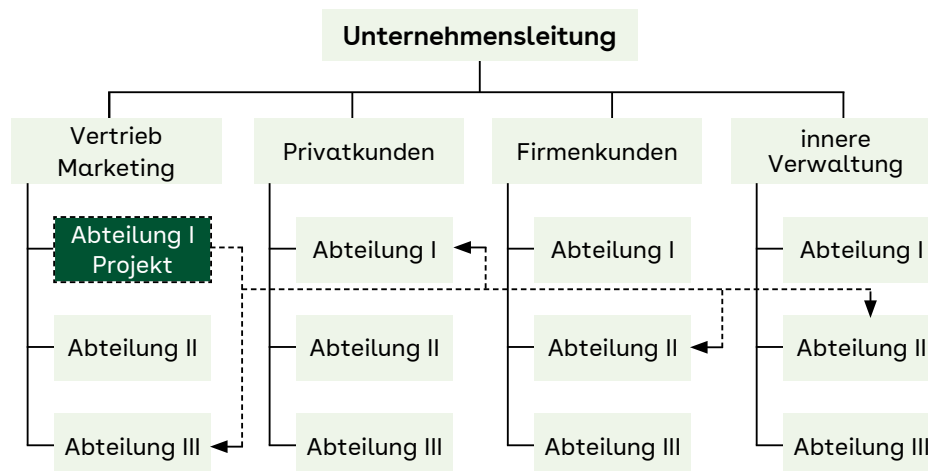 Unternehmensleitung
Vertrieb
Marketing
Privatkunden
Firmenkunden
innere
Verwaltung
Abteilung I
Projekt
Abteilung I
Abteilung I
Abteilung I
Abteilung II
Abteilung II
Abteilung II
Abteilung II
Abteilung III
Abteilung III
Abteilung III
Abteilung III